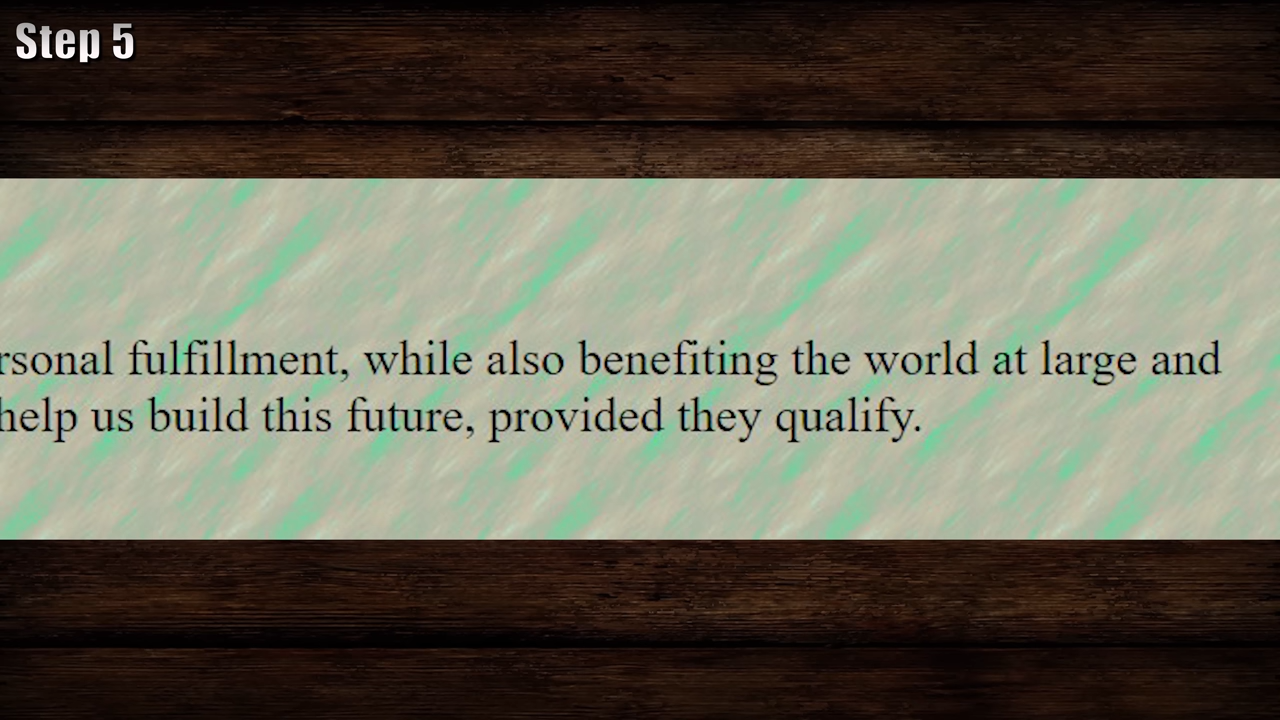 Step 5
rsonal fulfillment, while also benefiting the world at large and
help us build this future, provided they qualify.